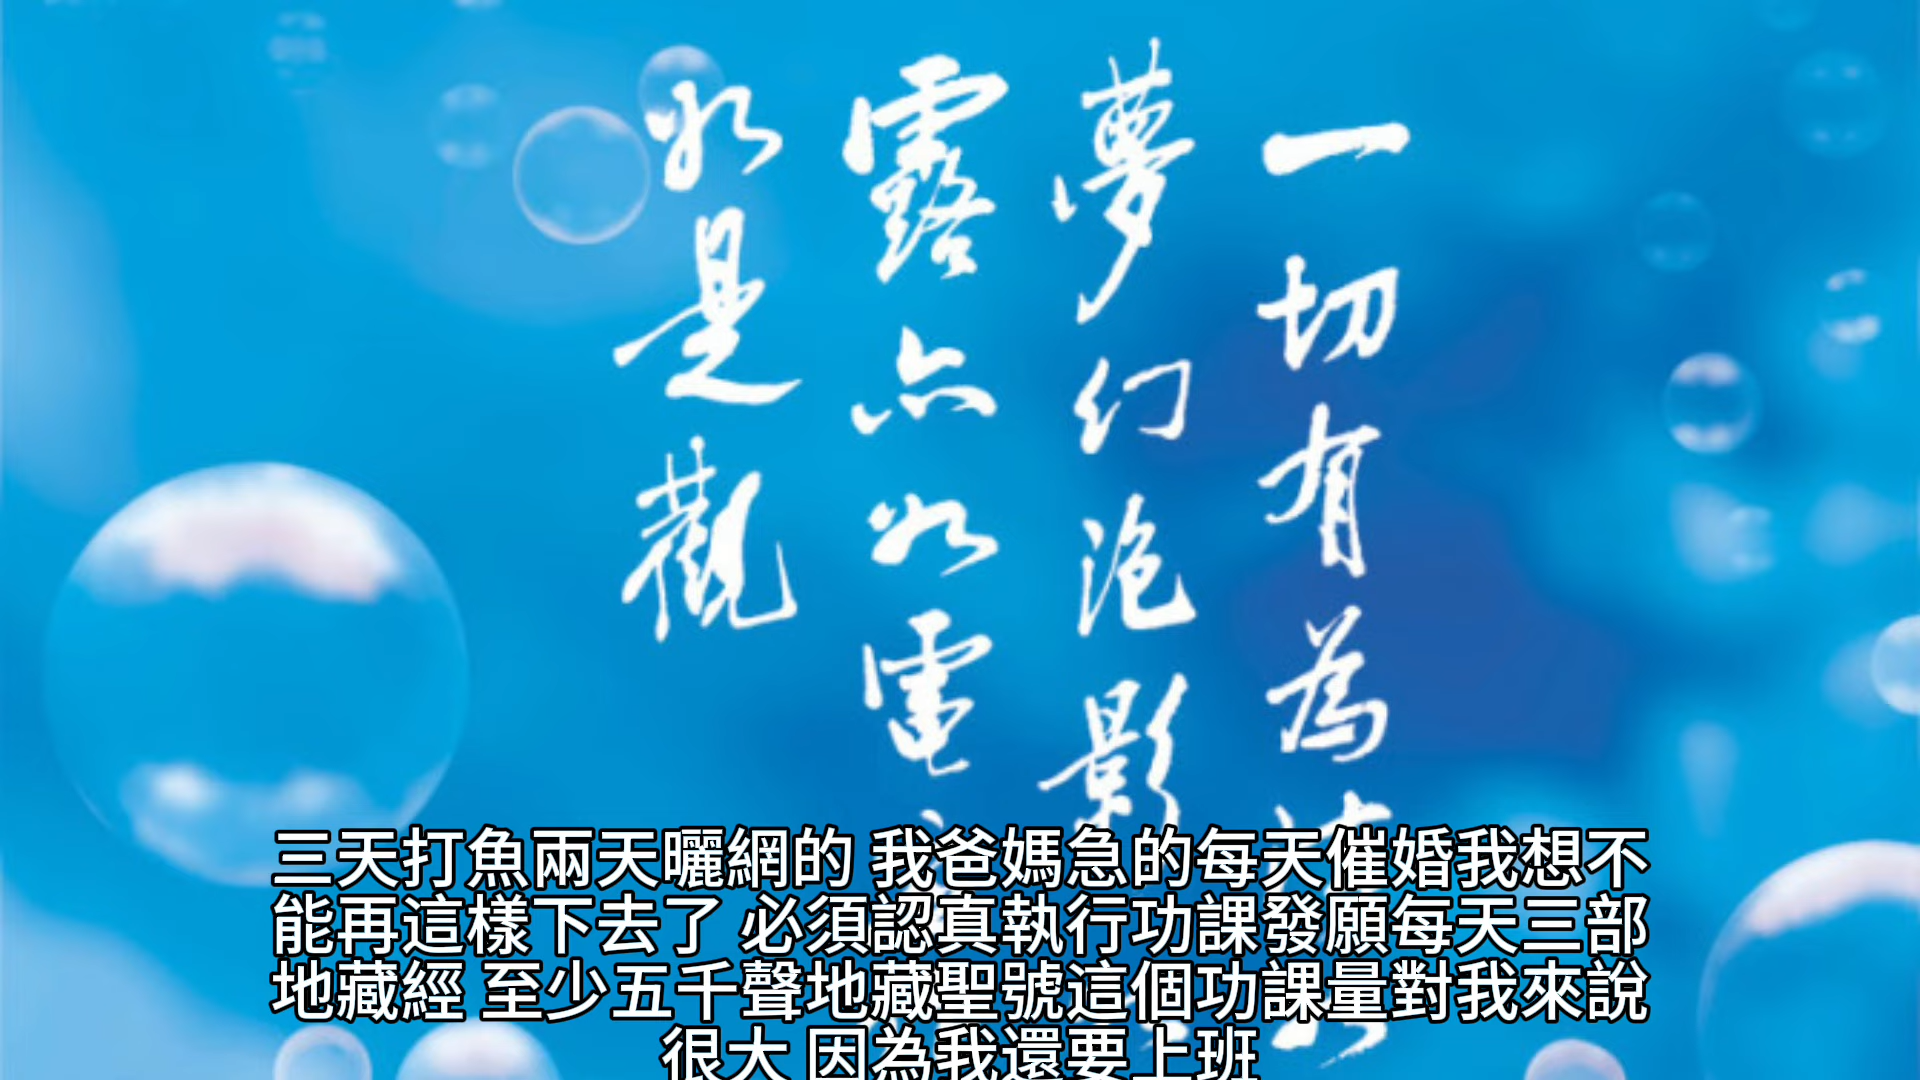 一切有為法
夢幻泡影
露亦如電
如是觀
三天打魚兩天曬網的 我爸媽急的每天催婚我想不
能再這樣下去了 必須認真執行功課發願每天三部
地藏經 至少五千聲地藏聖號這個功課量對我來說
很大 因為我還要上班